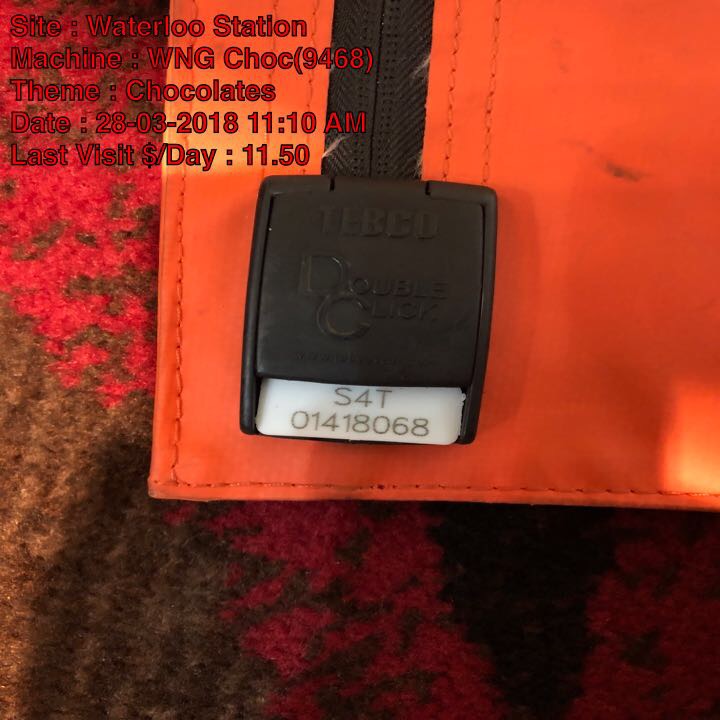 Site : Waterloo Station
Machine : WNG Choc(9468)
Theme : Chocolates
Date : 28-03-2018 11:10 AM
Last Visit $/Day : 11.50
TEBCO
DOUBLE
CLICK
S4T
01418068